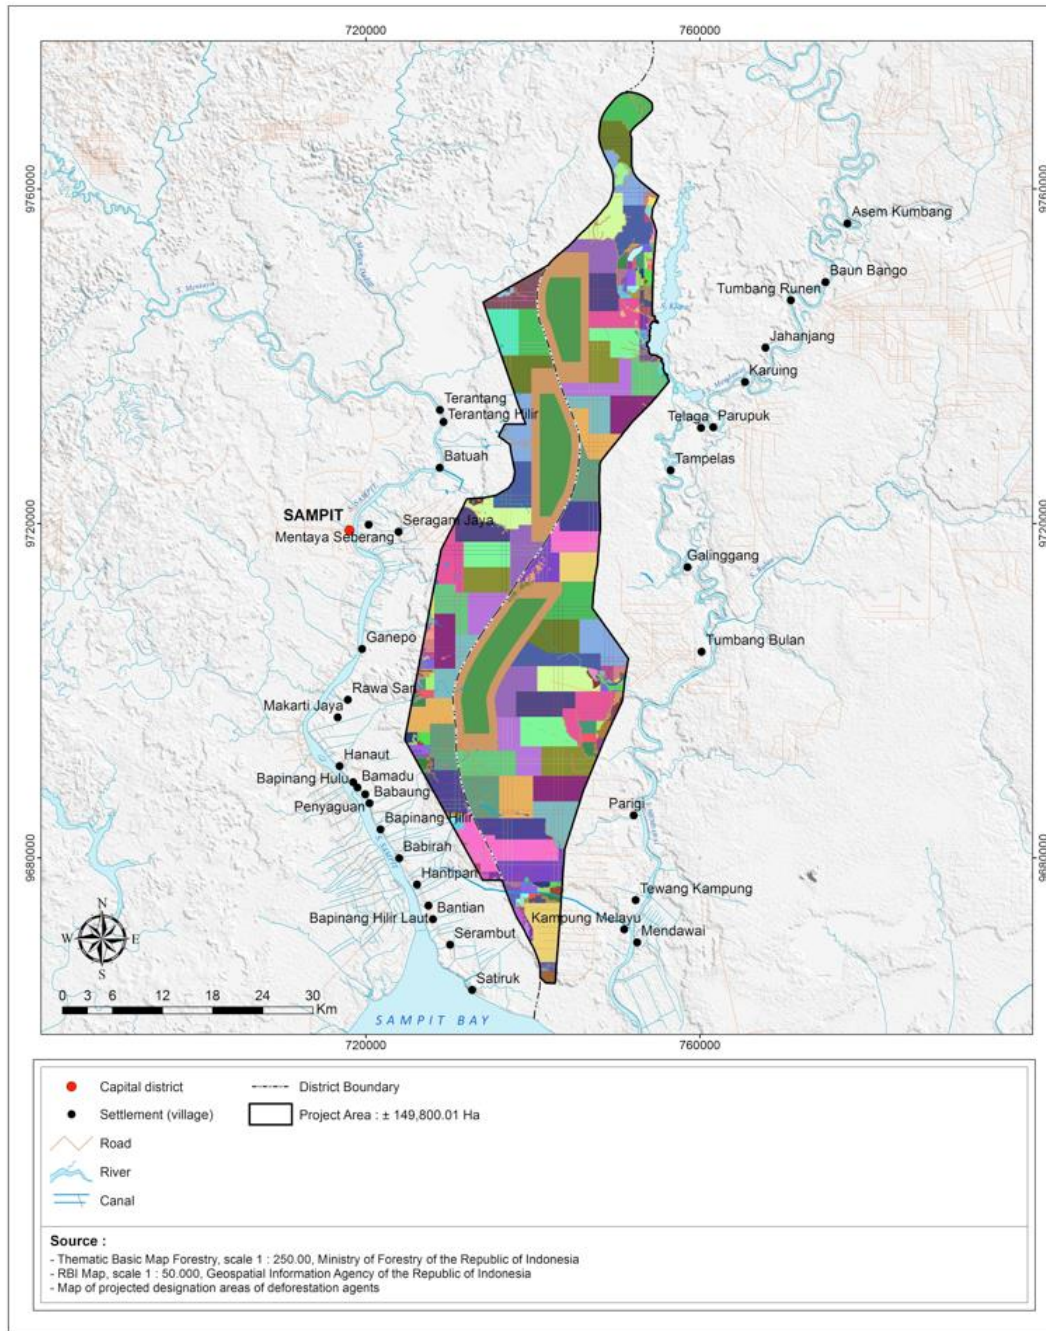 720000
760000
9760000
9760000
Asem Kumbang
Baun Bango
Tumbang Runen
S. Mentaya
Jahanjang
Karuing
Terantang
Terantang Hilir
Telaga
Parupuk
Batuah
Tampelas
S. SAMPIT
SAMPIT
Seragam Jaya
Mentaya Seberang
9720000
9720000
Galinggang
Ganepo
Tumbang Bulan
Rawa Sari
Makarti Jaya
Hanaut
Bapinang Hulu
Bamadu
Babaung
Penyaguan
Bapinang Hilir
Parigi
Babirah
9680000
9680000
Hantipan
Tewang Kampung
Bantian
Bapinang Hilir Laut
Kampung Melayu
Mendawai
Serambut
Satiruk
N
W E
S
0 3 6 12 18 24 30
Km
SAMPIT BAY
720000
760000
Capital district
District Boundary
Settlement (village)
Project Area : ± 149,800.01 Ha
Road
River
Canal
Source :
- Thematic Basic Map Forestry, scale 1 : 250.00, Ministry of Forestry of the Republic of Indonesia
- RBI Map, scale 1 : 50.000, Geospatial Information Agency of the Republic of Indonesia
- Map of projected designation areas of deforestation agents